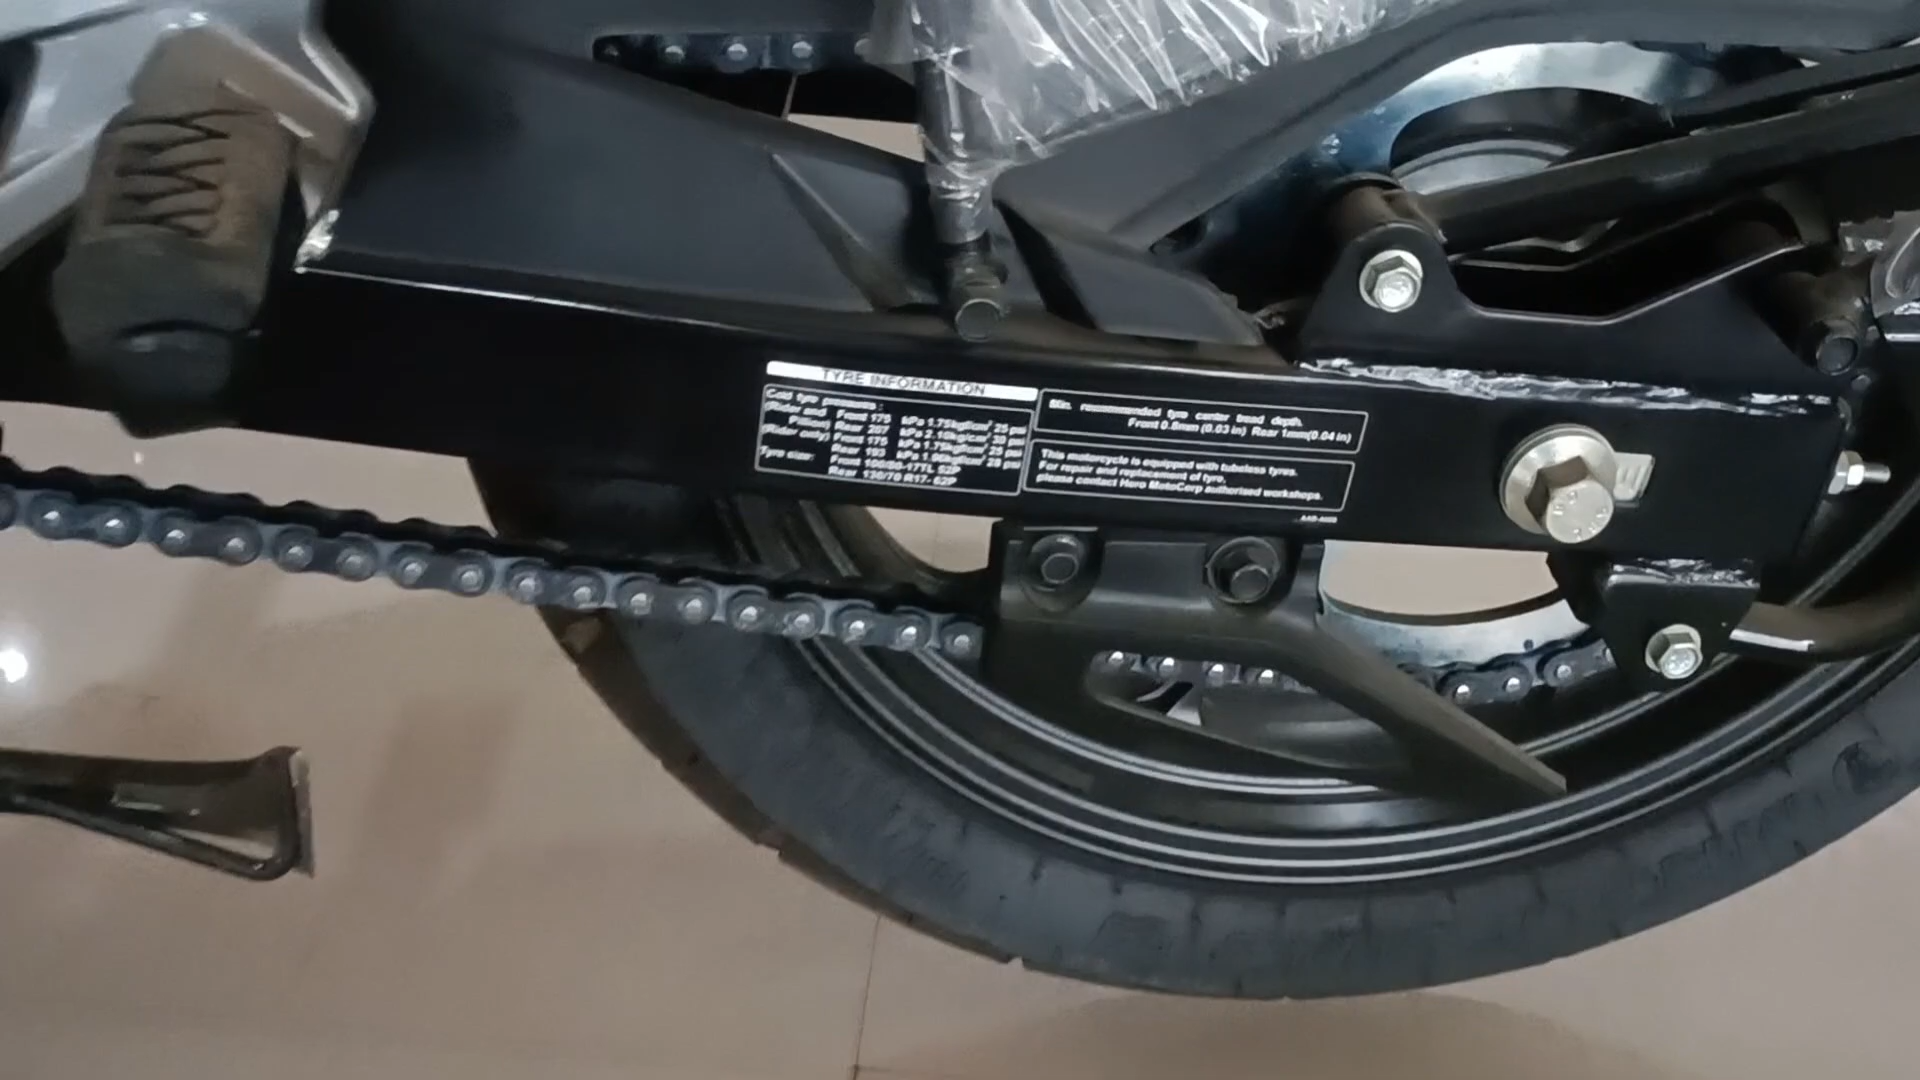 TYRE INFORMATION
Cold tyre pressures:
(Rider and Front 175 kPa 1.75kgf/cm² 25 psi
Pillion) Rear 207 kPa 2.10kgf/cm² 30 psi
(Rider only) Front 175 kPa 1.75kgf/cm² 25 psi
Rear 193 kPa 1.96kgf/cm² 28 psi
Tyre size: Front 100/80-17TL 52P
Rear 130/70 R17- 62P
Min. recommended tyre center tread depth.
Front 0.8mm (0.03 in) Rear 1mm(0.04 in)
This motorcycle is equipped with tubeless tyres.
For repair and replacement of tyre,
please contact Hero MotoCorp authorised workshops.